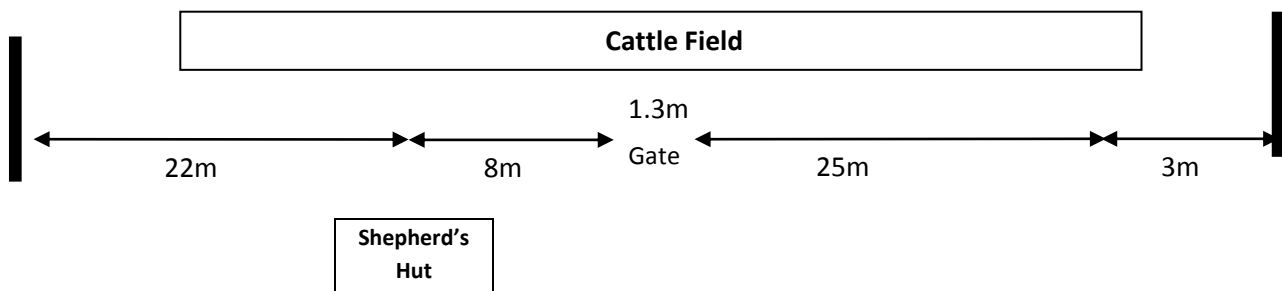 Cattle Field
1.3m
Gate
22m
8m
25m
3m
Shepherd’s
Hut